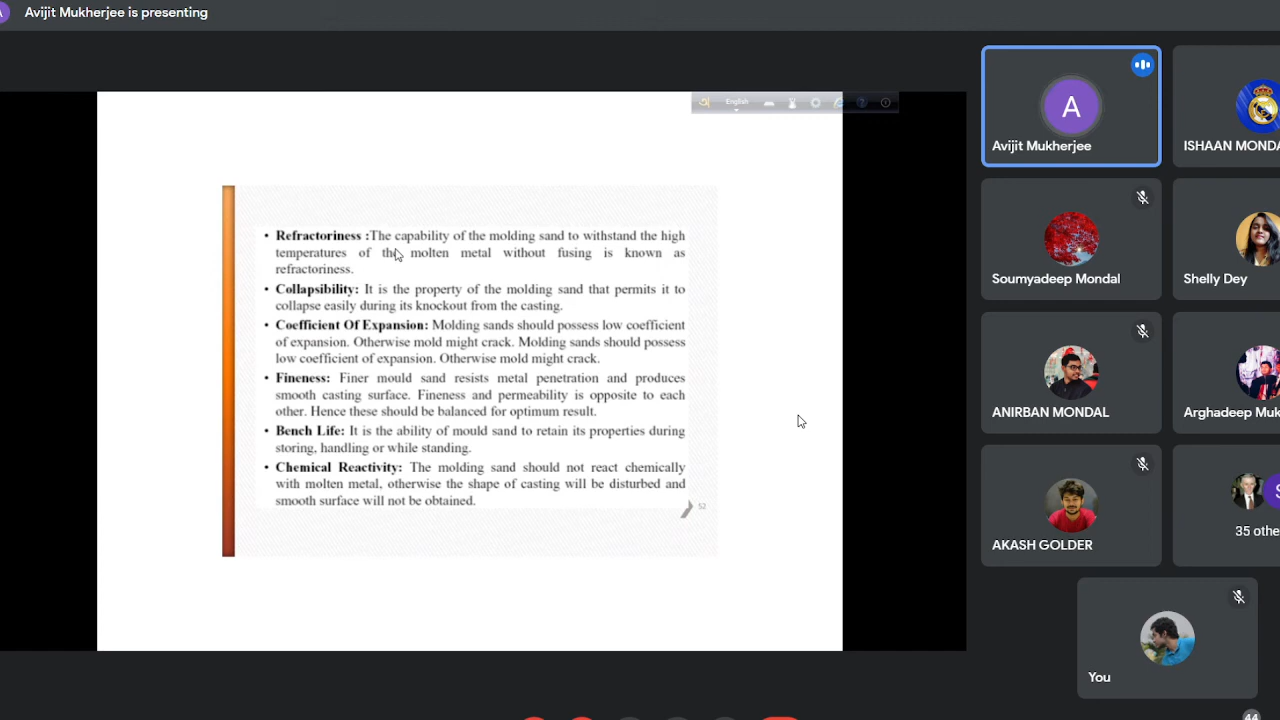 Avijit Mukherjee is presenting
English
• Refractoriness :The capability of the molding sand to withstand the high
temperatures of the molten metal without fusing is known as
refractoriness.
• Collapsibility: It is the property of the molding sand that permits it to
collapse easily during its knockout from the casting.
• Coefficient Of Expansion: Molding sands should possess low coefficient
of expansion. Otherwise mold might crack. Molding sands should possess
low coefficient of expansion. Otherwise mold might crack.
• Fineness: Finer mould sand resists metal penetration and produces
smooth casting surface. Fineness and permeability is opposite to each
other. Hence these should be balanced for optimum result.
• Bench Life: It is the ability of mould sand to retain its properties during
storing, handling or while standing.
• Chemical Reactivity: The molding sand should not react chemically
with molten metal, otherwise the shape of casting will be disturbed and
smooth surface will not be obtained.
52
A
Avijit Mukherjee
ISHAAN MONDA
Soumyadeep Mondal
Shelly Dey
ANIRBAN MONDAL
Arghadeep Muk
AKASH GOLDER
35 othe
You
44